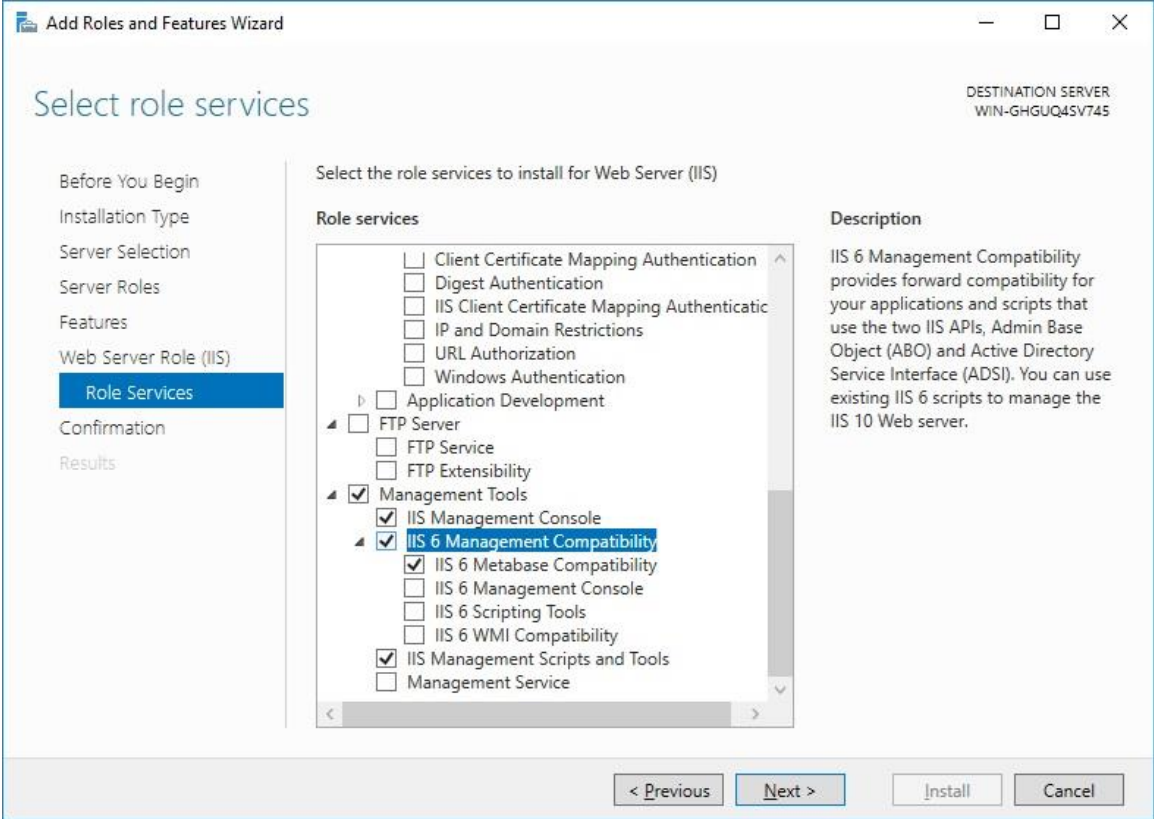 Add Roles and Features Wizard
Select role services
DESTINATION SERVER
WIN-GHGUQ4SV745
Before You Begin
Installation Type
Server Selection
Server Roles
Features
Web Server Role (IIS)
Role Services
Confirmation
Results
Select the role services to install for Web Server (IIS)
Role services
Client Certificate Mapping Authentication
Digest Authentication
IIS Client Certificate Mapping Authenticatic
IP and Domain Restrictions
URL Authorization
Windows Authentication
Application Development
FTP Server
FTP Service
FTP Extensibility
Management Tools
IIS Management Console
IIS 6 Management Compatibility
IIS 6 Metabase Compatibility
IIS 6 Management Console
IIS 6 Scripting Tools
IIS 6 WMI Compatibility
IIS Management Scripts and Tools
Management Service
Description
IIS 6 Management Compatibility
provides forward compatibility for
your applications and scripts that
use the two IIS APIs, Admin Base
Object (ABO) and Active Directory
Service Interface (ADSI). You can use
existing IIS 6 scripts to manage the
IIS 10 Web server.
< Previous
Next >
Install
Cancel